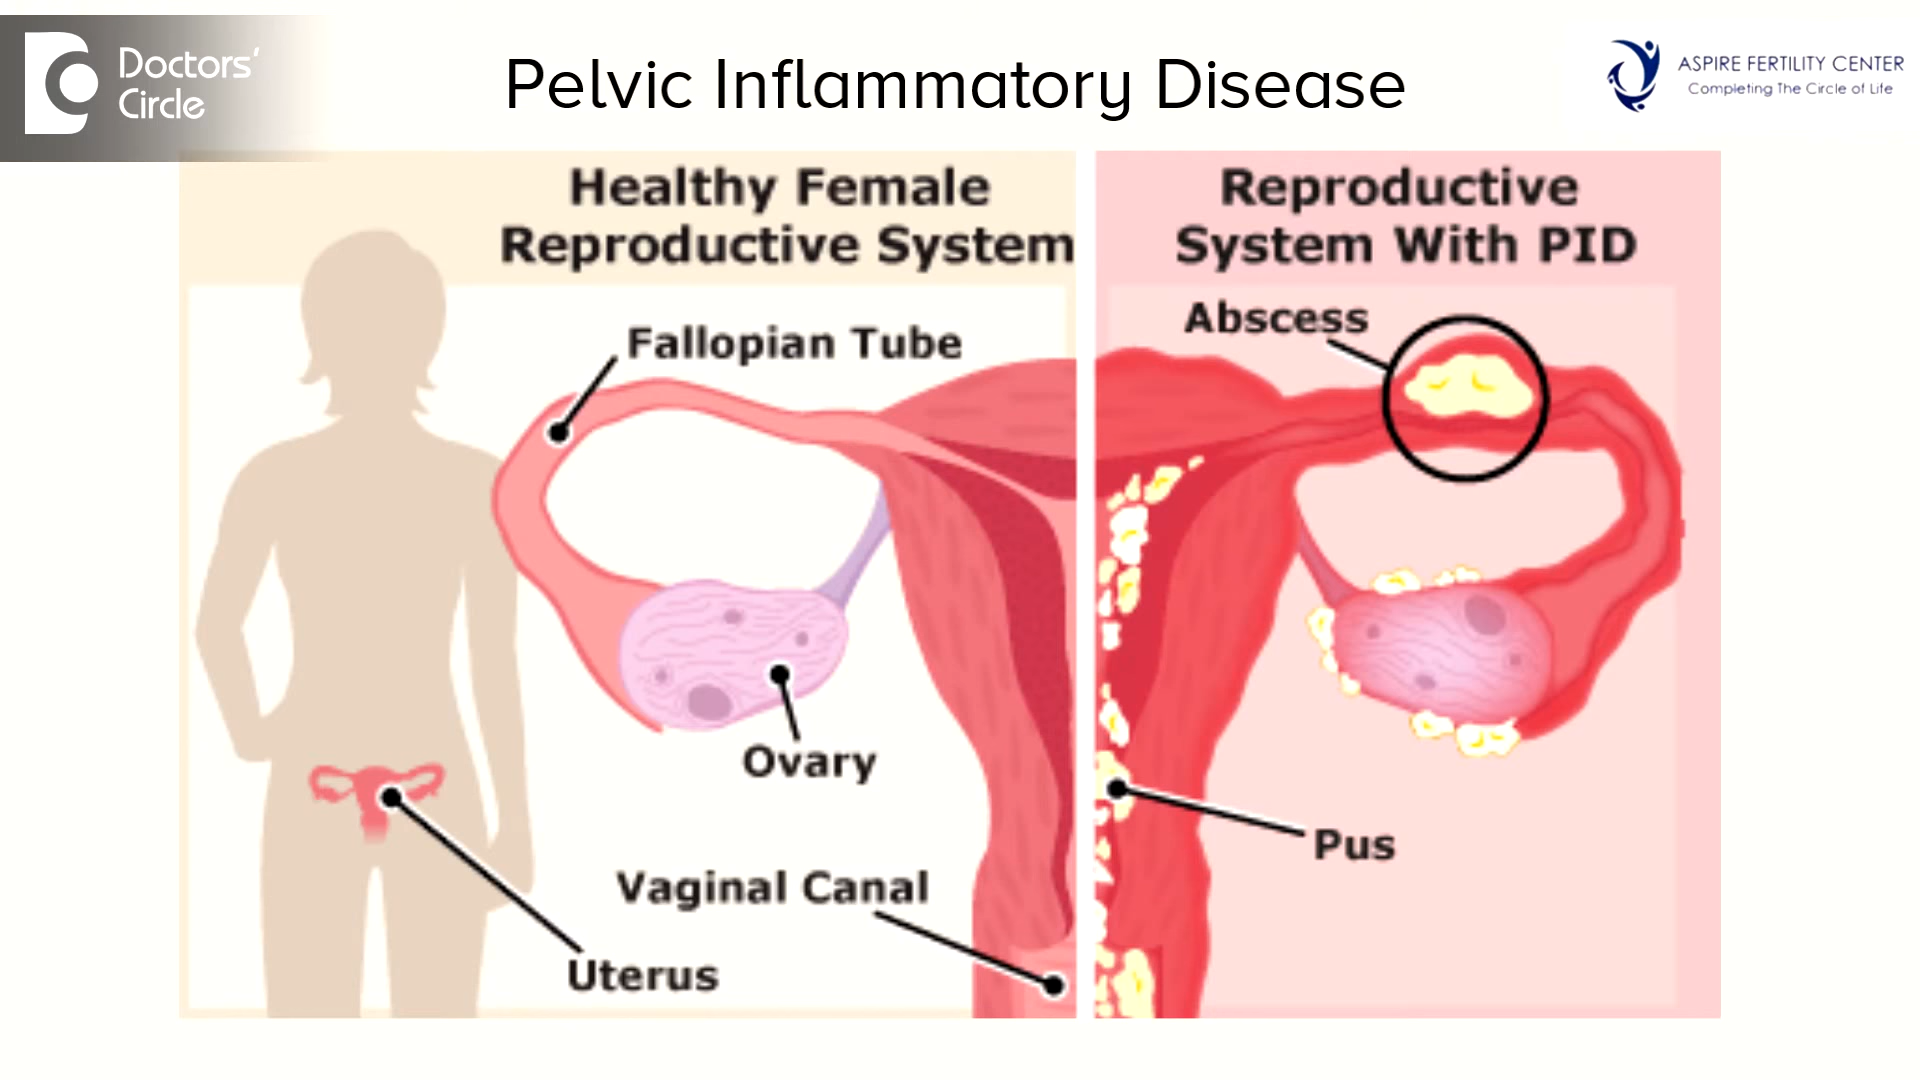 Doctors'
Circle
Pelvic Inflammatory Disease
ASPIRE FERTILITY CENTER
Completing The Circle of Life
Healthy Female
Reproductive System
Reproductive
System With PID
Fallopian Tube
Abscess
Ovary
Pus
Vaginal Canal
Uterus